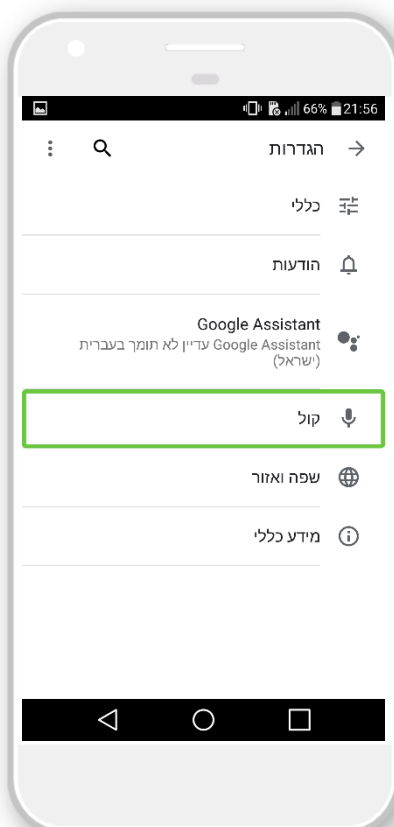 66% 21:56
הגדרות
כללי
הודעות
Google Assistant
Google Assistant עדיין לא תומך בעברית
(ישראל)
קול
שפה ואזור
מידע כללי